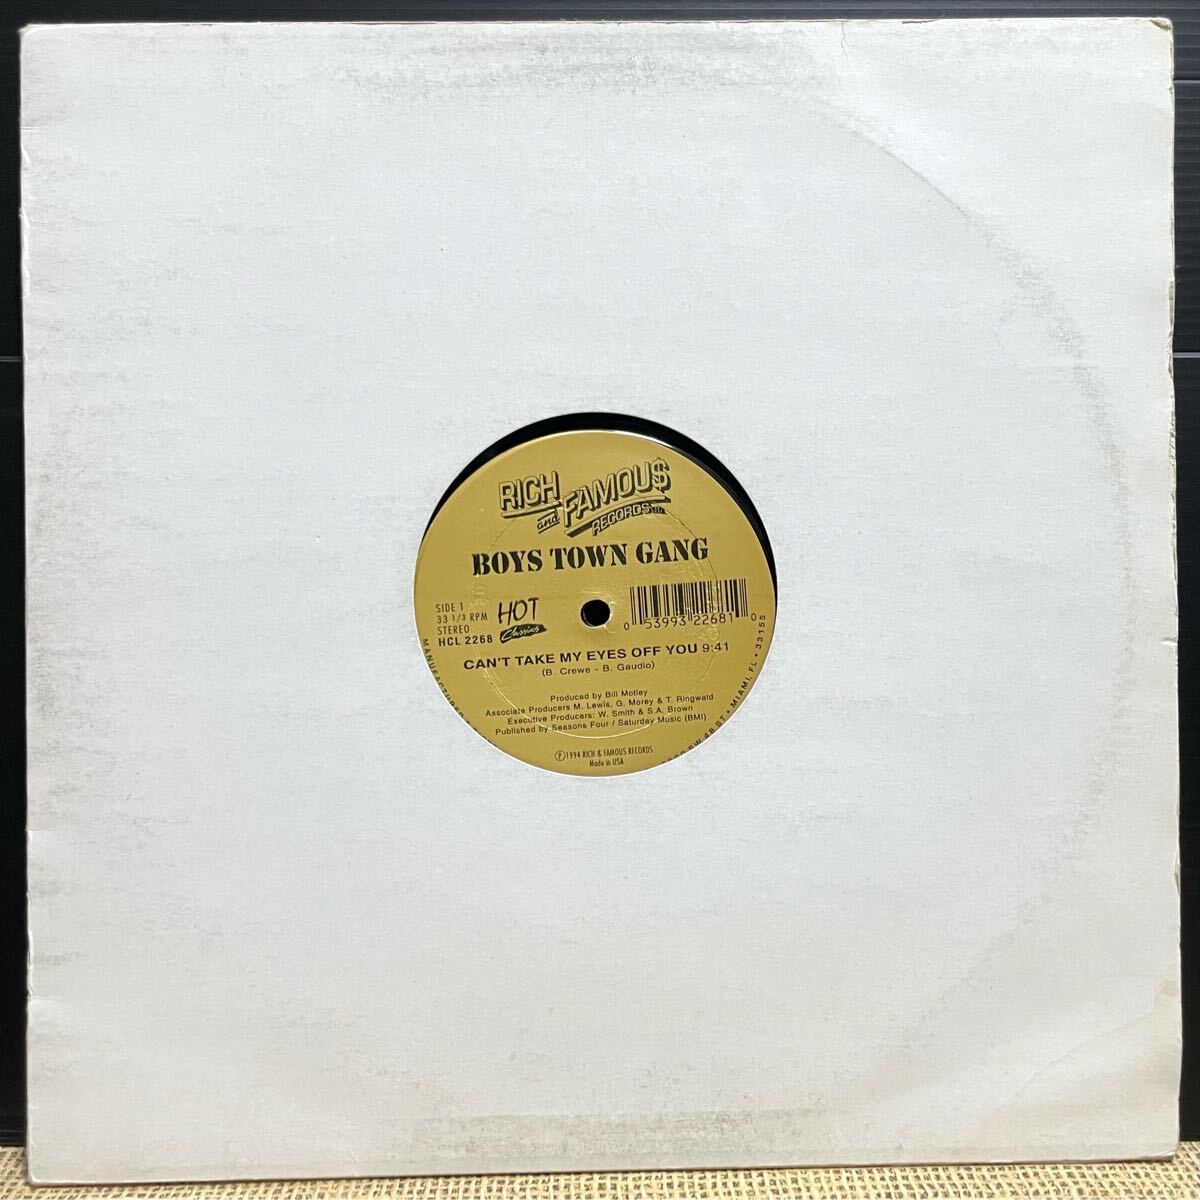 RICH
and FAMOU$
RECORDS
BOYS TOWN GANG
SIDE 1
33 1/3 RPM
STEREO
HCL 2268
HOT
Classics
0 53993 22681 0
CAN'T TAKE MY EYES OFF YOU 9:41
(B. Crewe - B. Gaudio)
Produced by Bill Motley
Associate Producers M. Lewis, G. Morey & T. Ringwald
Executive Producers: W. Smith & S.A. Brown
Published by Seasons Four / Saturday Music (BMI)
℗1994 RICH & FAMOUS RECORDS
Made in USA
SW 48 ST • MIAMI, FL • 33155